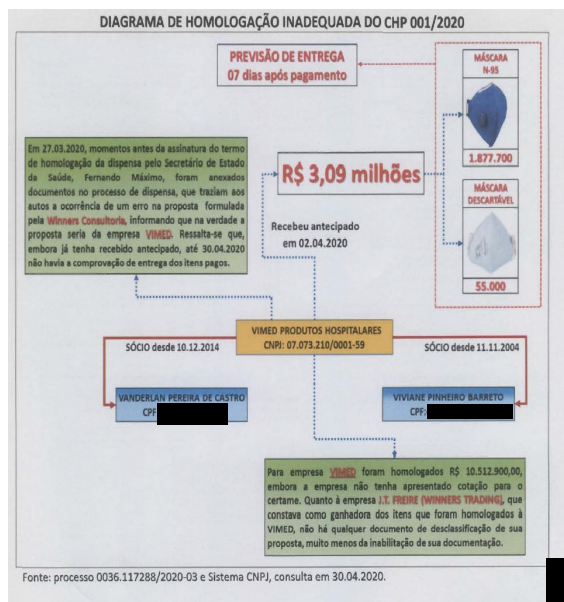 DIAGRAMA DE HOMOLOGAÇÃO INADEQUADA DO CHP 001/2020
PREVISÃO DE ENTREGA
07 dias após pagamento
MÁSCARA
N-95
1.877.700
MÁSCARA
DESCARTÁVEL
55.000
R$ 3,09 milhões
Recebeu antecipado
em 02.04.2020
Em 27.03.2020, momentos antes da assinatura do termo
de homologação da dispensa pelo Secretário de Estado
da Saúde, Fernando Máximo, foram anexados
documentos no processo de dispensa, que traziam aos
autos a ocorrência de um erro na proposta formulada
pela Winners Consultoria, informando que na verdade a
proposta seria da empresa VIMED. Ressalta-se que,
embora já tenha recebido antecipado, até 30.04.2020
não havia a comprovação de entrega dos itens pagos.
VIMED PRODUTOS HOSPITALARES
CNPJ: 07.073.210/0001-59
SÓCIO desde 10.12.2014
SÓCIO desde 11.11.2004
VANDERLAN PEREIRA DE CASTRO
CPF:
VIVIANE PINHEIRO BARRETO
CPF:
Para empresa VIMED foram homologados R$ 10.512.900,00,
embora a empresa não tenha apresentado cotação para o
certame. Quanto à empresa J.T. FREIRE (WINNERS TRADING), que
constava como ganhadora dos itens que foram homologados à
VIMED, não há qualquer documento de desclassificação de sua
proposta, muito menos da inabilitação de sua documentação.
Fonte: processo 0036.117288/2020-03 e Sistema CNPJ, consulta em 30.04.2020.